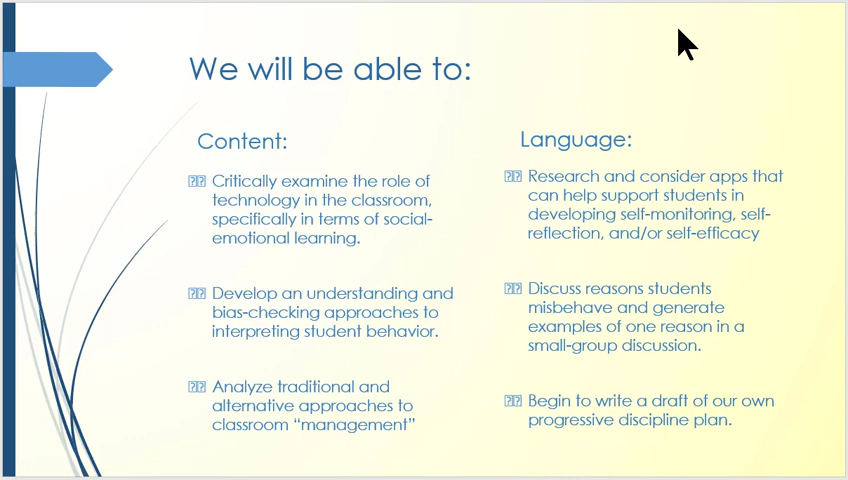 We will be able to:
Content:
Critically examine the role of
technology in the classroom,
specifically in terms of social-
emotional learning.
Develop an understanding and
bias-checking approaches to
interpreting student behavior.
Analyze traditional and
alternative approaches to
classroom “management”
Language:
Research and consider apps that
can help support students in
developing self-monitoring, self-
reflection, and/or self-efficacy
Discuss reasons students
misbehave and generate
examples of one reason in a
small-group discussion.
Begin to write a draft of our own
progressive discipline plan.